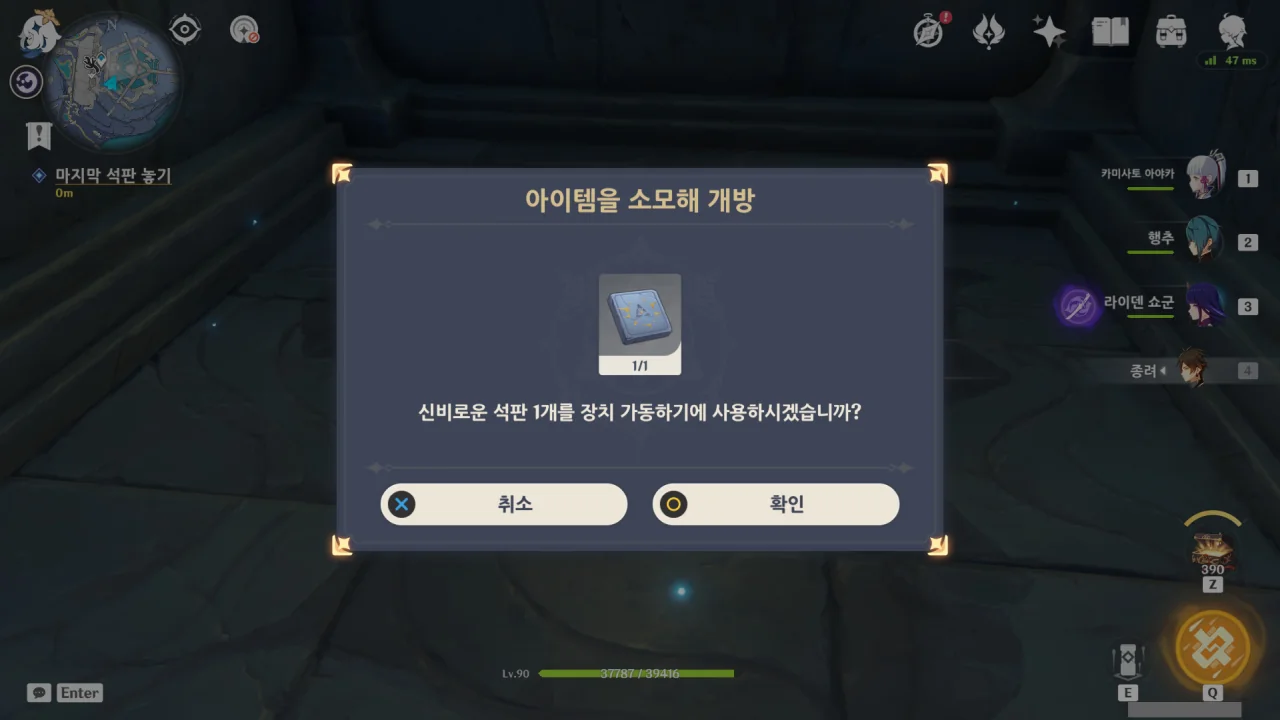 N
47 ms
마지막 석판 놓기
0m
아이템을 소모해 개방
1/1
신비로운 석판 1개를 장치 가동하기에 사용하시겠습니까?
취소
확인
카미사토 아야카
1
행추
2
라이덴 쇼군
3
종려
4
390
Z
E
Q
Lv.90
37787 / 39416
Enter